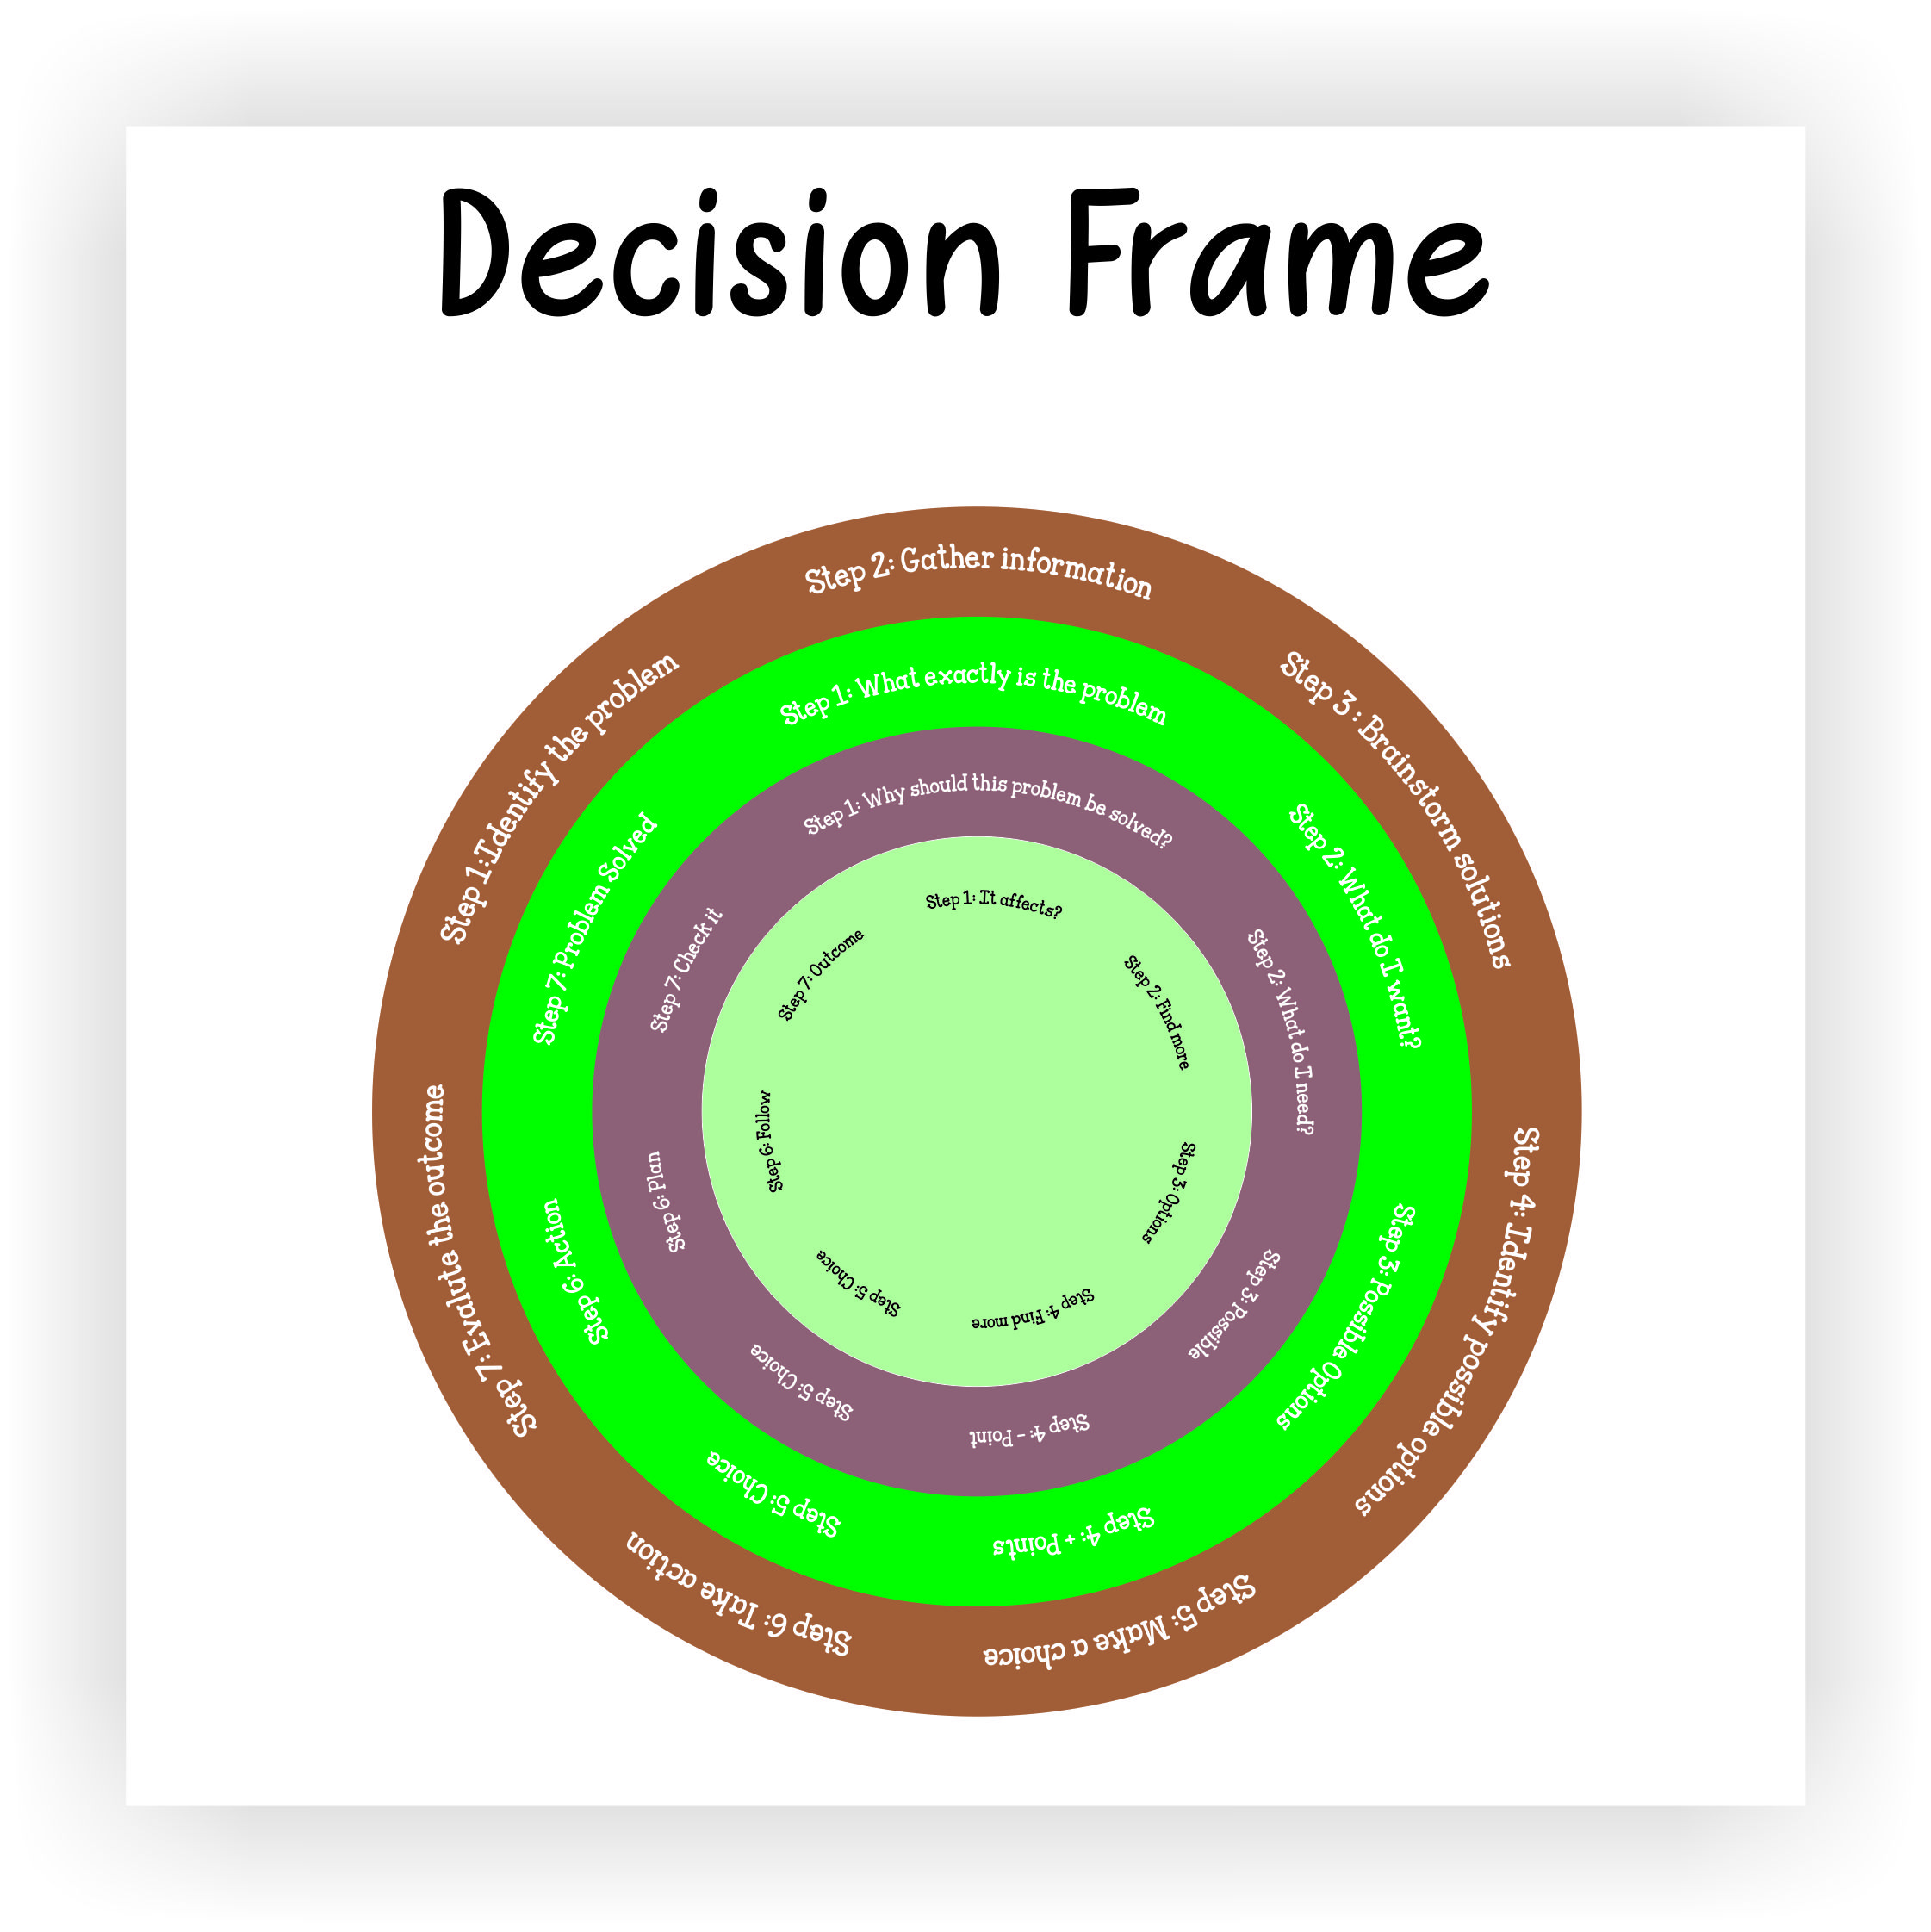 Decision Frame
Step 1:Identify the problem
Step 2: Gather information
Step 3 : Brainstorm solutions
Step 4: Identify possible options
Step 5: Make a choice
Step 6: Take action
Step 7: Evalute the outcome
Step 1: What exactly is the problem
Step 2: What do I want?
Step 3: Possible Options
Step 4: + Points
Step 5: Choice
Step 6: Action
Step 7: Problem Solved
Step 1: Why should this problem be solved?
Step 2: What do I need?
Step 3: Possible
Step 4: - Point
Step 5: Choice
Step 6: Plan
Step 7: Check it
Step 1: It affects?
Step 2: Find more
Step 3: Options
Step 4: Find more
Step 5: Choice
Step 6: Follow
Step 7: Outcome